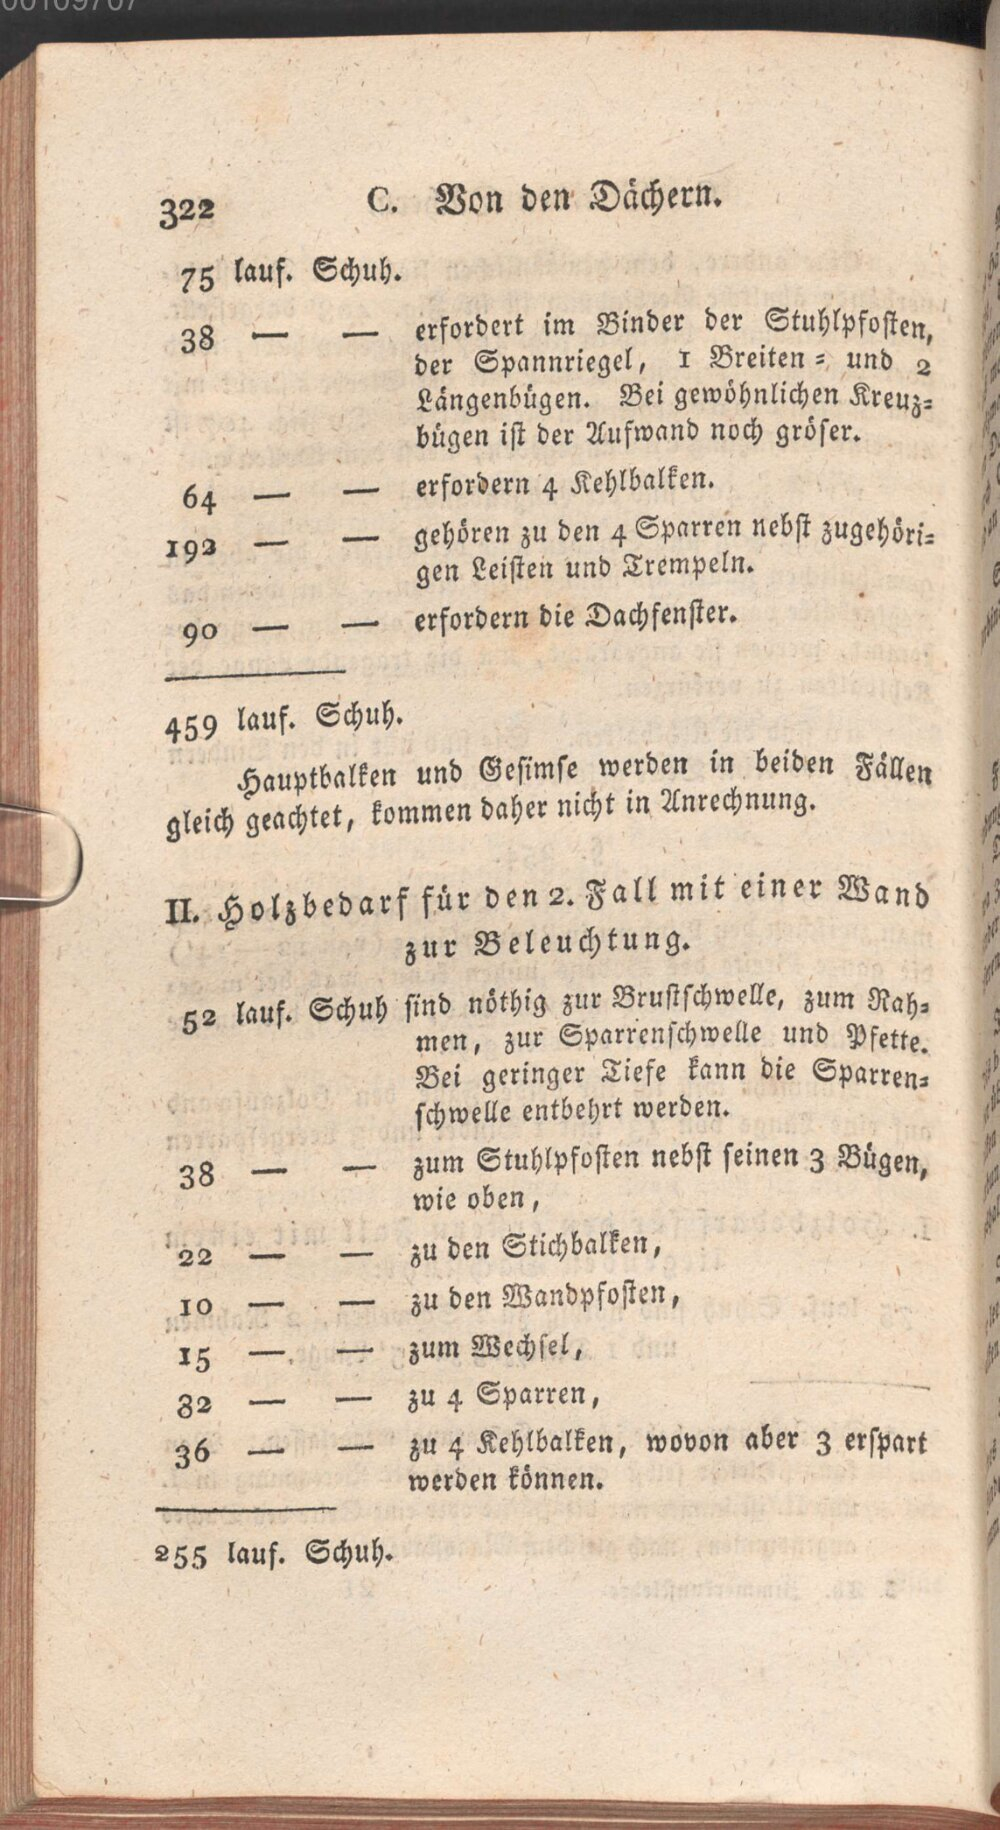 00109707
322 C. Von den Dächern.
75 lauf. Schuh.
38 — — erfordert im Binder der Stuhlpfosten,
der Spannriegel, 1 Breiten= und 2
Längenbügen. Bei gewöhnlichen Kreuz=
bügen ist der Aufwand noch gröser.
64 — — erfordern 4 Kehlbalken.
192 — — gehören zu den 4 Sparren nebst zugehöri=
gen Leisten und Trempeln.
90 — — erfordern die Dachfenster.
459 lauf. Schuh.
Hauptbalken und Gesimse werden in beiden Fällen
gleich geachtet, kommen daher nicht in Anrechnung.
II. Holzbedarf für den 2. Fall mit einer Wand
zur Beleuchtung.
52 lauf. Schuh sind nöthig zur Brustschwelle, zum Rah=
men, zur Sparrenschwelle und Pfette.
Bei geringer Tiefe kann die Sparren=
schwelle entbehrt werden.
38 — — zum Stuhlpfosten nebst seinen 3 Bügen,
wie oben,
22 — — zu den Stichbalken,
10 — — zu den Wandpfosten,
15 — — zum Wechsel,
82 — — zu 4 Sparren,
36 — — zu 4 Kehlbalken, wovon aber 3 erspart
werden können.
255 lauf. Schuh.